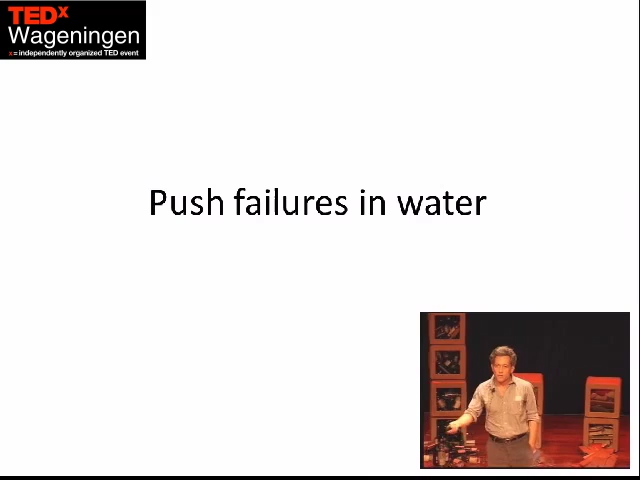 TEDx
Wageningen
x = independently organized TED event
Push failures in water